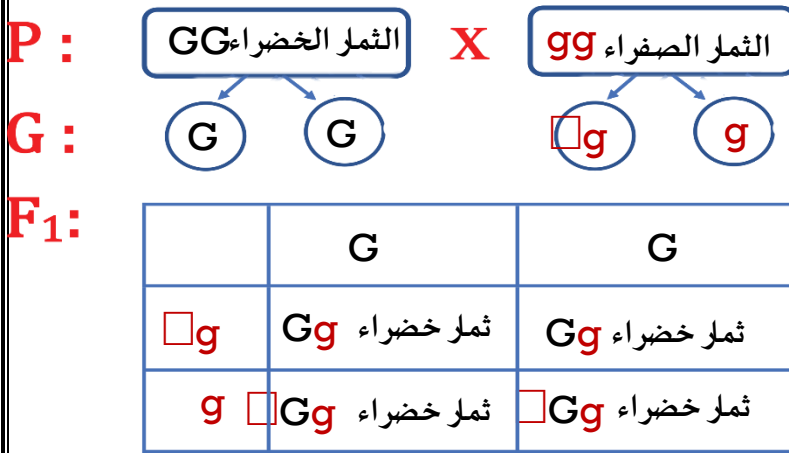 P : الثمار الخضراءGG X الثمار الصفراء gg
G : G G □g g
F₁:
G G
□g Gg ثمار خضراء Gg ثمار خضراء
g □Gg ثمار خضراء □Gg ثمار خضراء